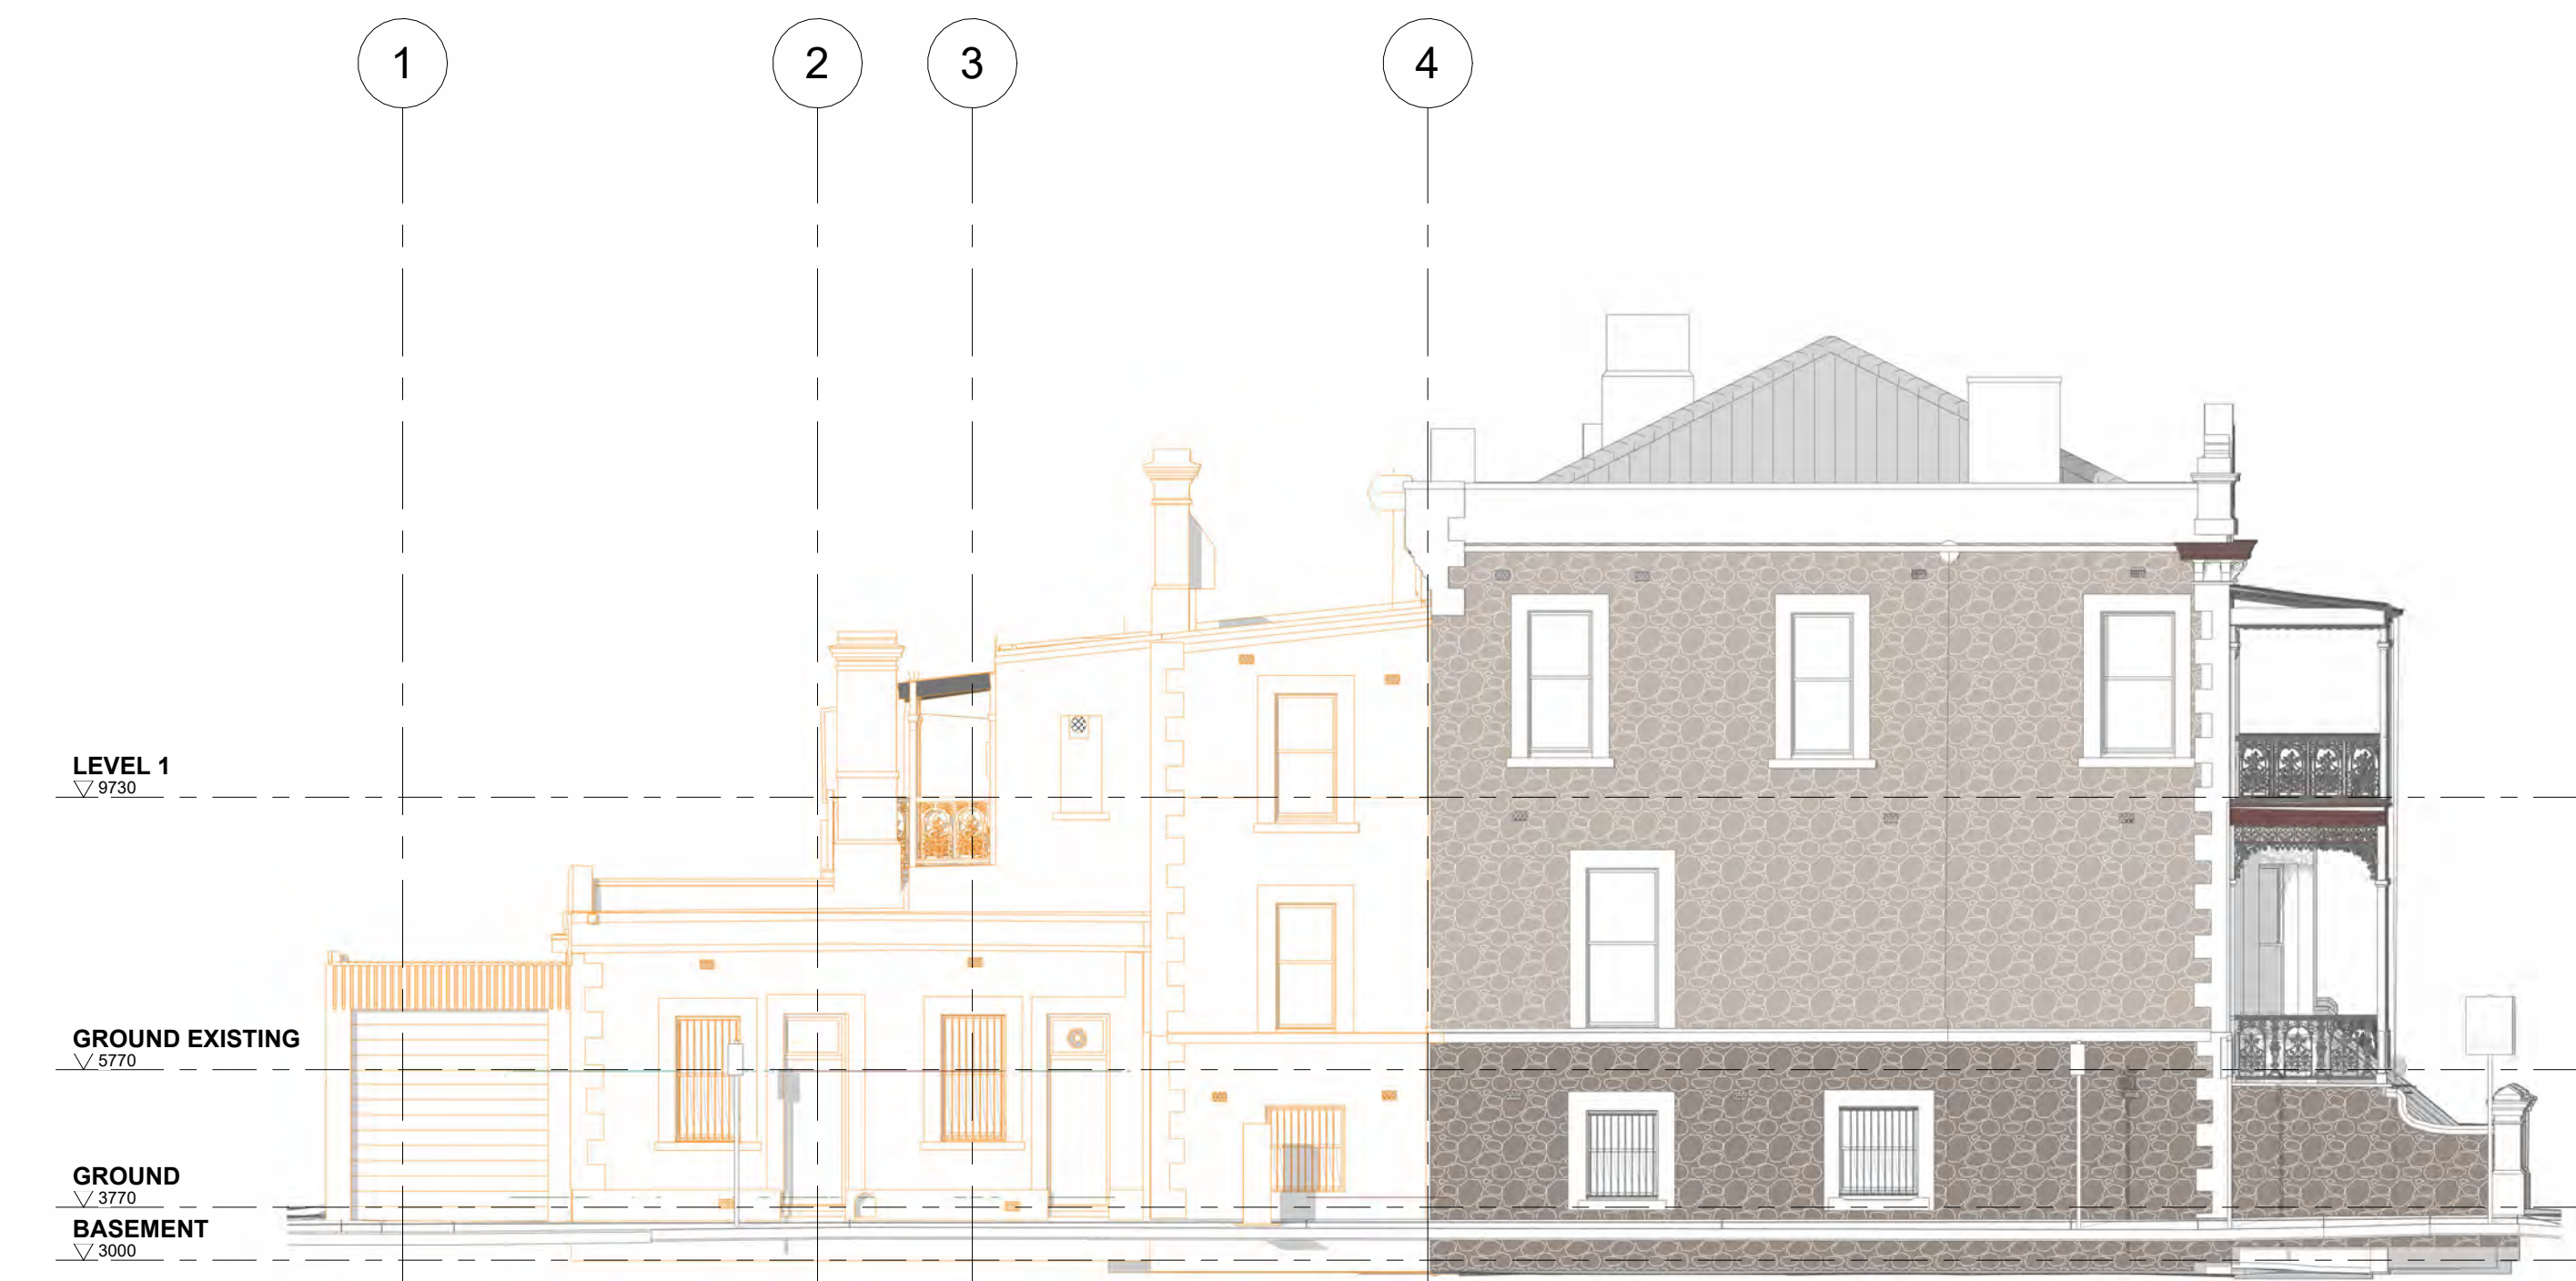 1 2 3 4
LEVEL 1
9730
GROUND EXISTING
5770
GROUND
3770
BASEMENT
3000